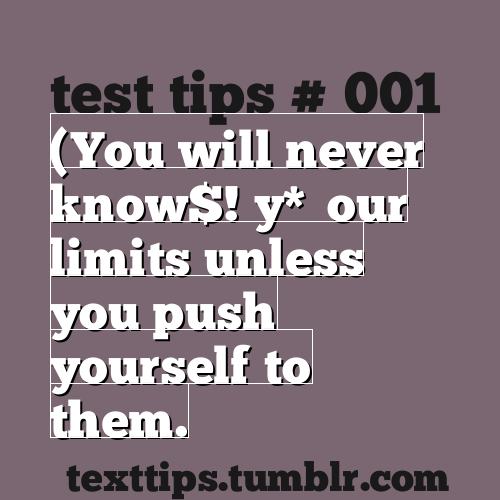 test tips # 001
(You will never
know$! y* our
limits unless
you push
yourself to
them.
texttips.tumblr.com